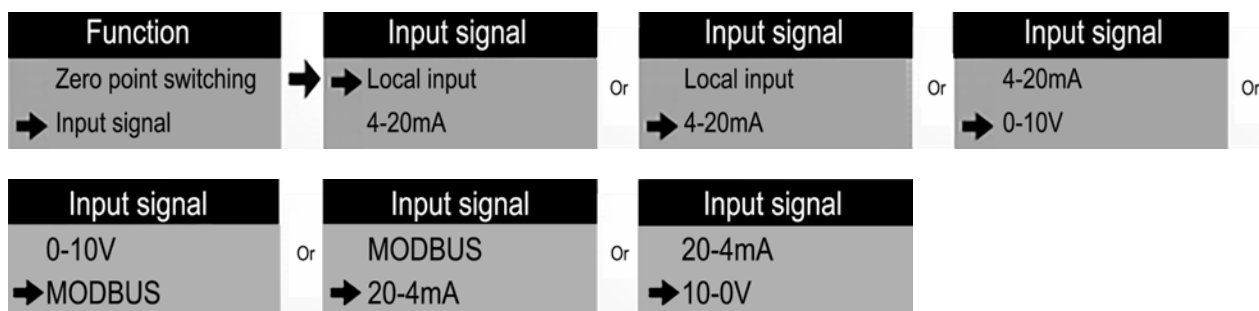 Function
Zero point switching
Input signal
Input signal
Local input
4-20mA
Or
Input signal
Local input
4-20mA
Or
Input signal
4-20mA
0-10V
Or
Input signal
0-10V
MODBUS
Or
Input signal
MODBUS
20-4mA
Or
Input signal
20-4mA
10-0V